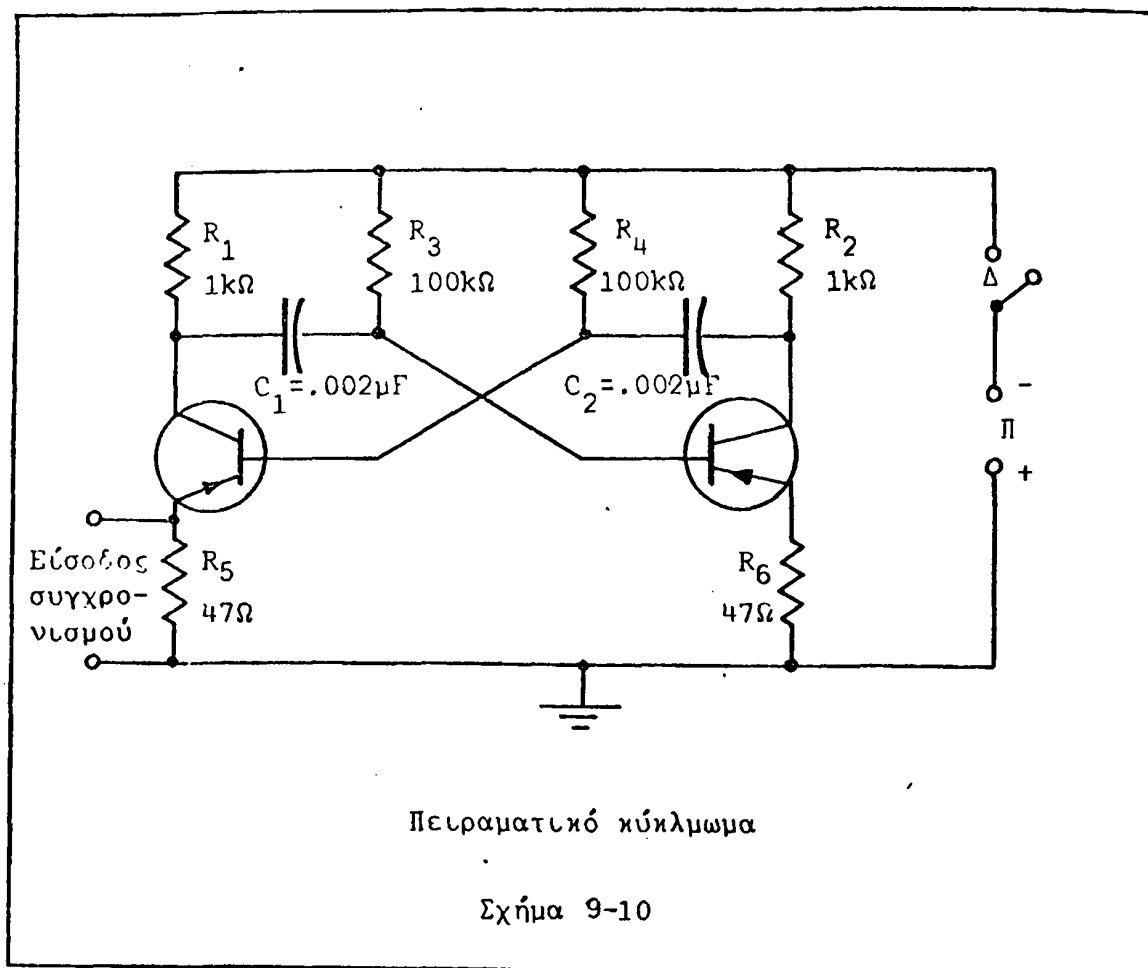 R1
1kΩ
R3
100kΩ
R4
100kΩ
R2
1kΩ
Δ
C1=.002μF
C2=.002μF
-
Π
+
Είσοδος
συγχρο-
νισμού
R5
47Ω
R6
47Ω
Πειραματικό κύκλμωμα
Σχήμα 9-10